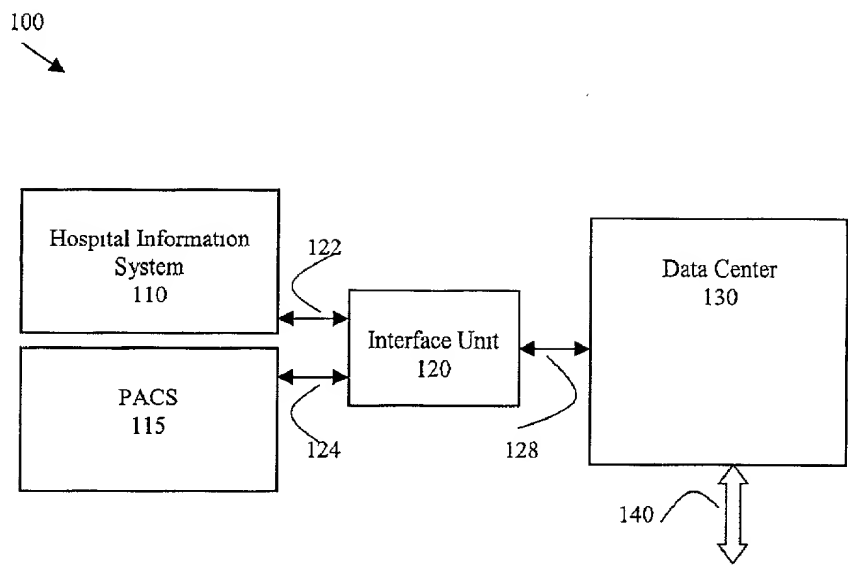 100
Hospital Information
System
110
122
Data Center
130
Interface Unit
120
PACS
115
124
128
140